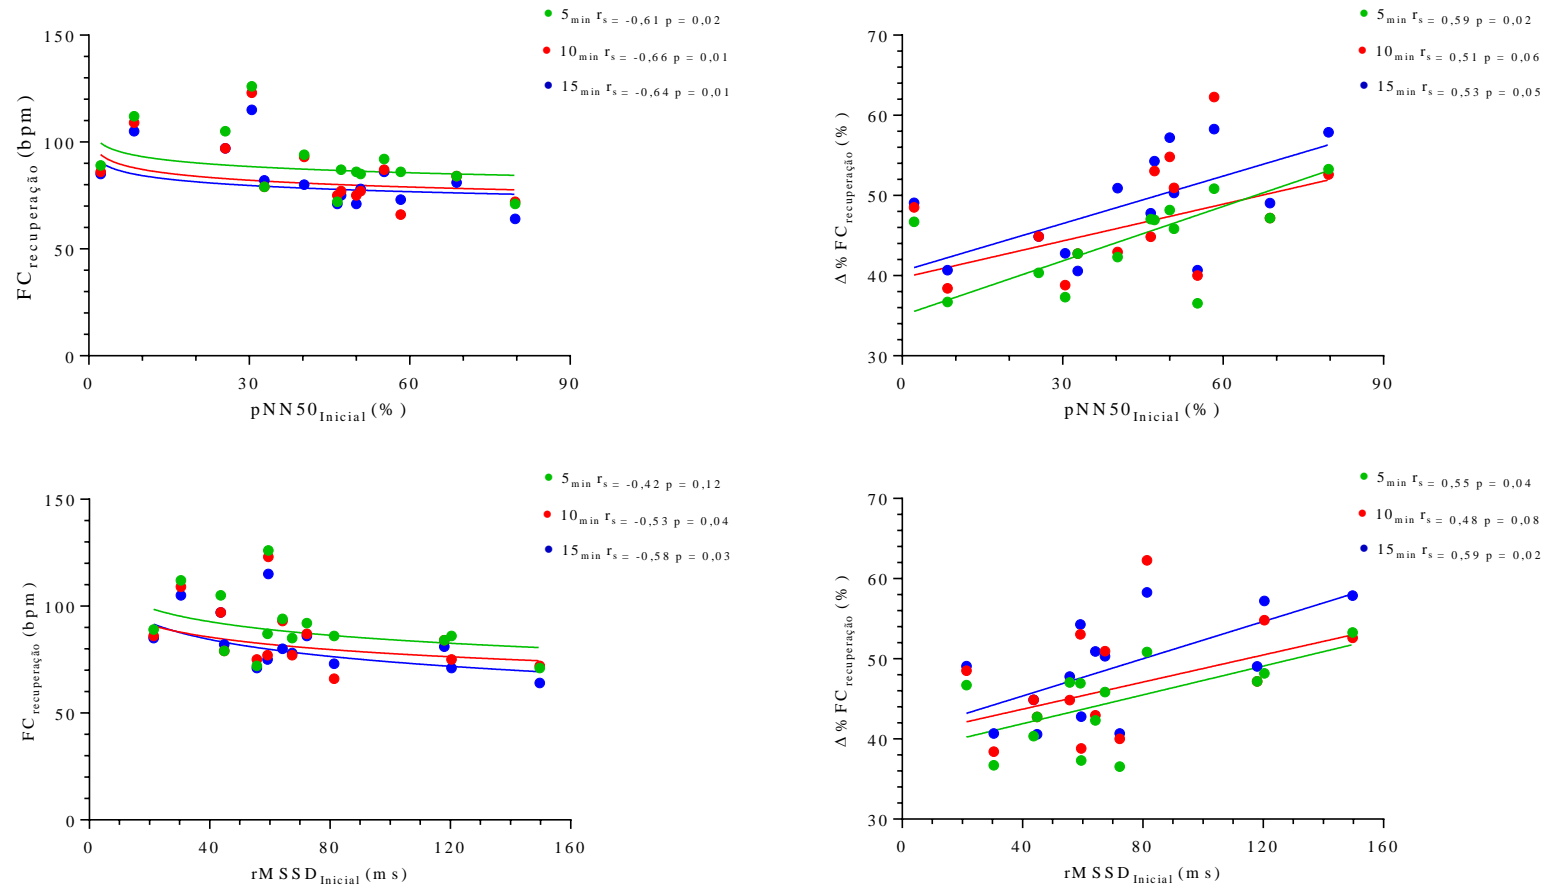 5min rs = -0,61 p = 0,02
10min rs = -0,66 p = 0,01
15min rs = -0,64 p = 0,01
150
100
50
0
FCrecuperação (bpm)
0 30 60 90
pNN50Inicial (%)
5min rs = 0,59 p = 0,02
10min rs = 0,51 p = 0,06
15min rs = 0,53 p = 0,05
70
60
50
40
30
Δ% FCrecuperação (%)
0 30 60 90
pNN50Inicial (%)
5min rs = -0,42 p = 0,12
10min rs = -0,53 p = 0,04
15min rs = -0,58 p = 0,03
150
100
50
0
FCrecuperação (bpm)
0 40 80 120 160
rMSSDInicial (ms)
5min rs = 0,55 p = 0,04
10min rs = 0,48 p = 0,08
15min rs = 0,59 p = 0,02
70
60
50
40
30
Δ% FCrecuperação (%)
0 40 80 120 160
rMSSDInicial (ms)